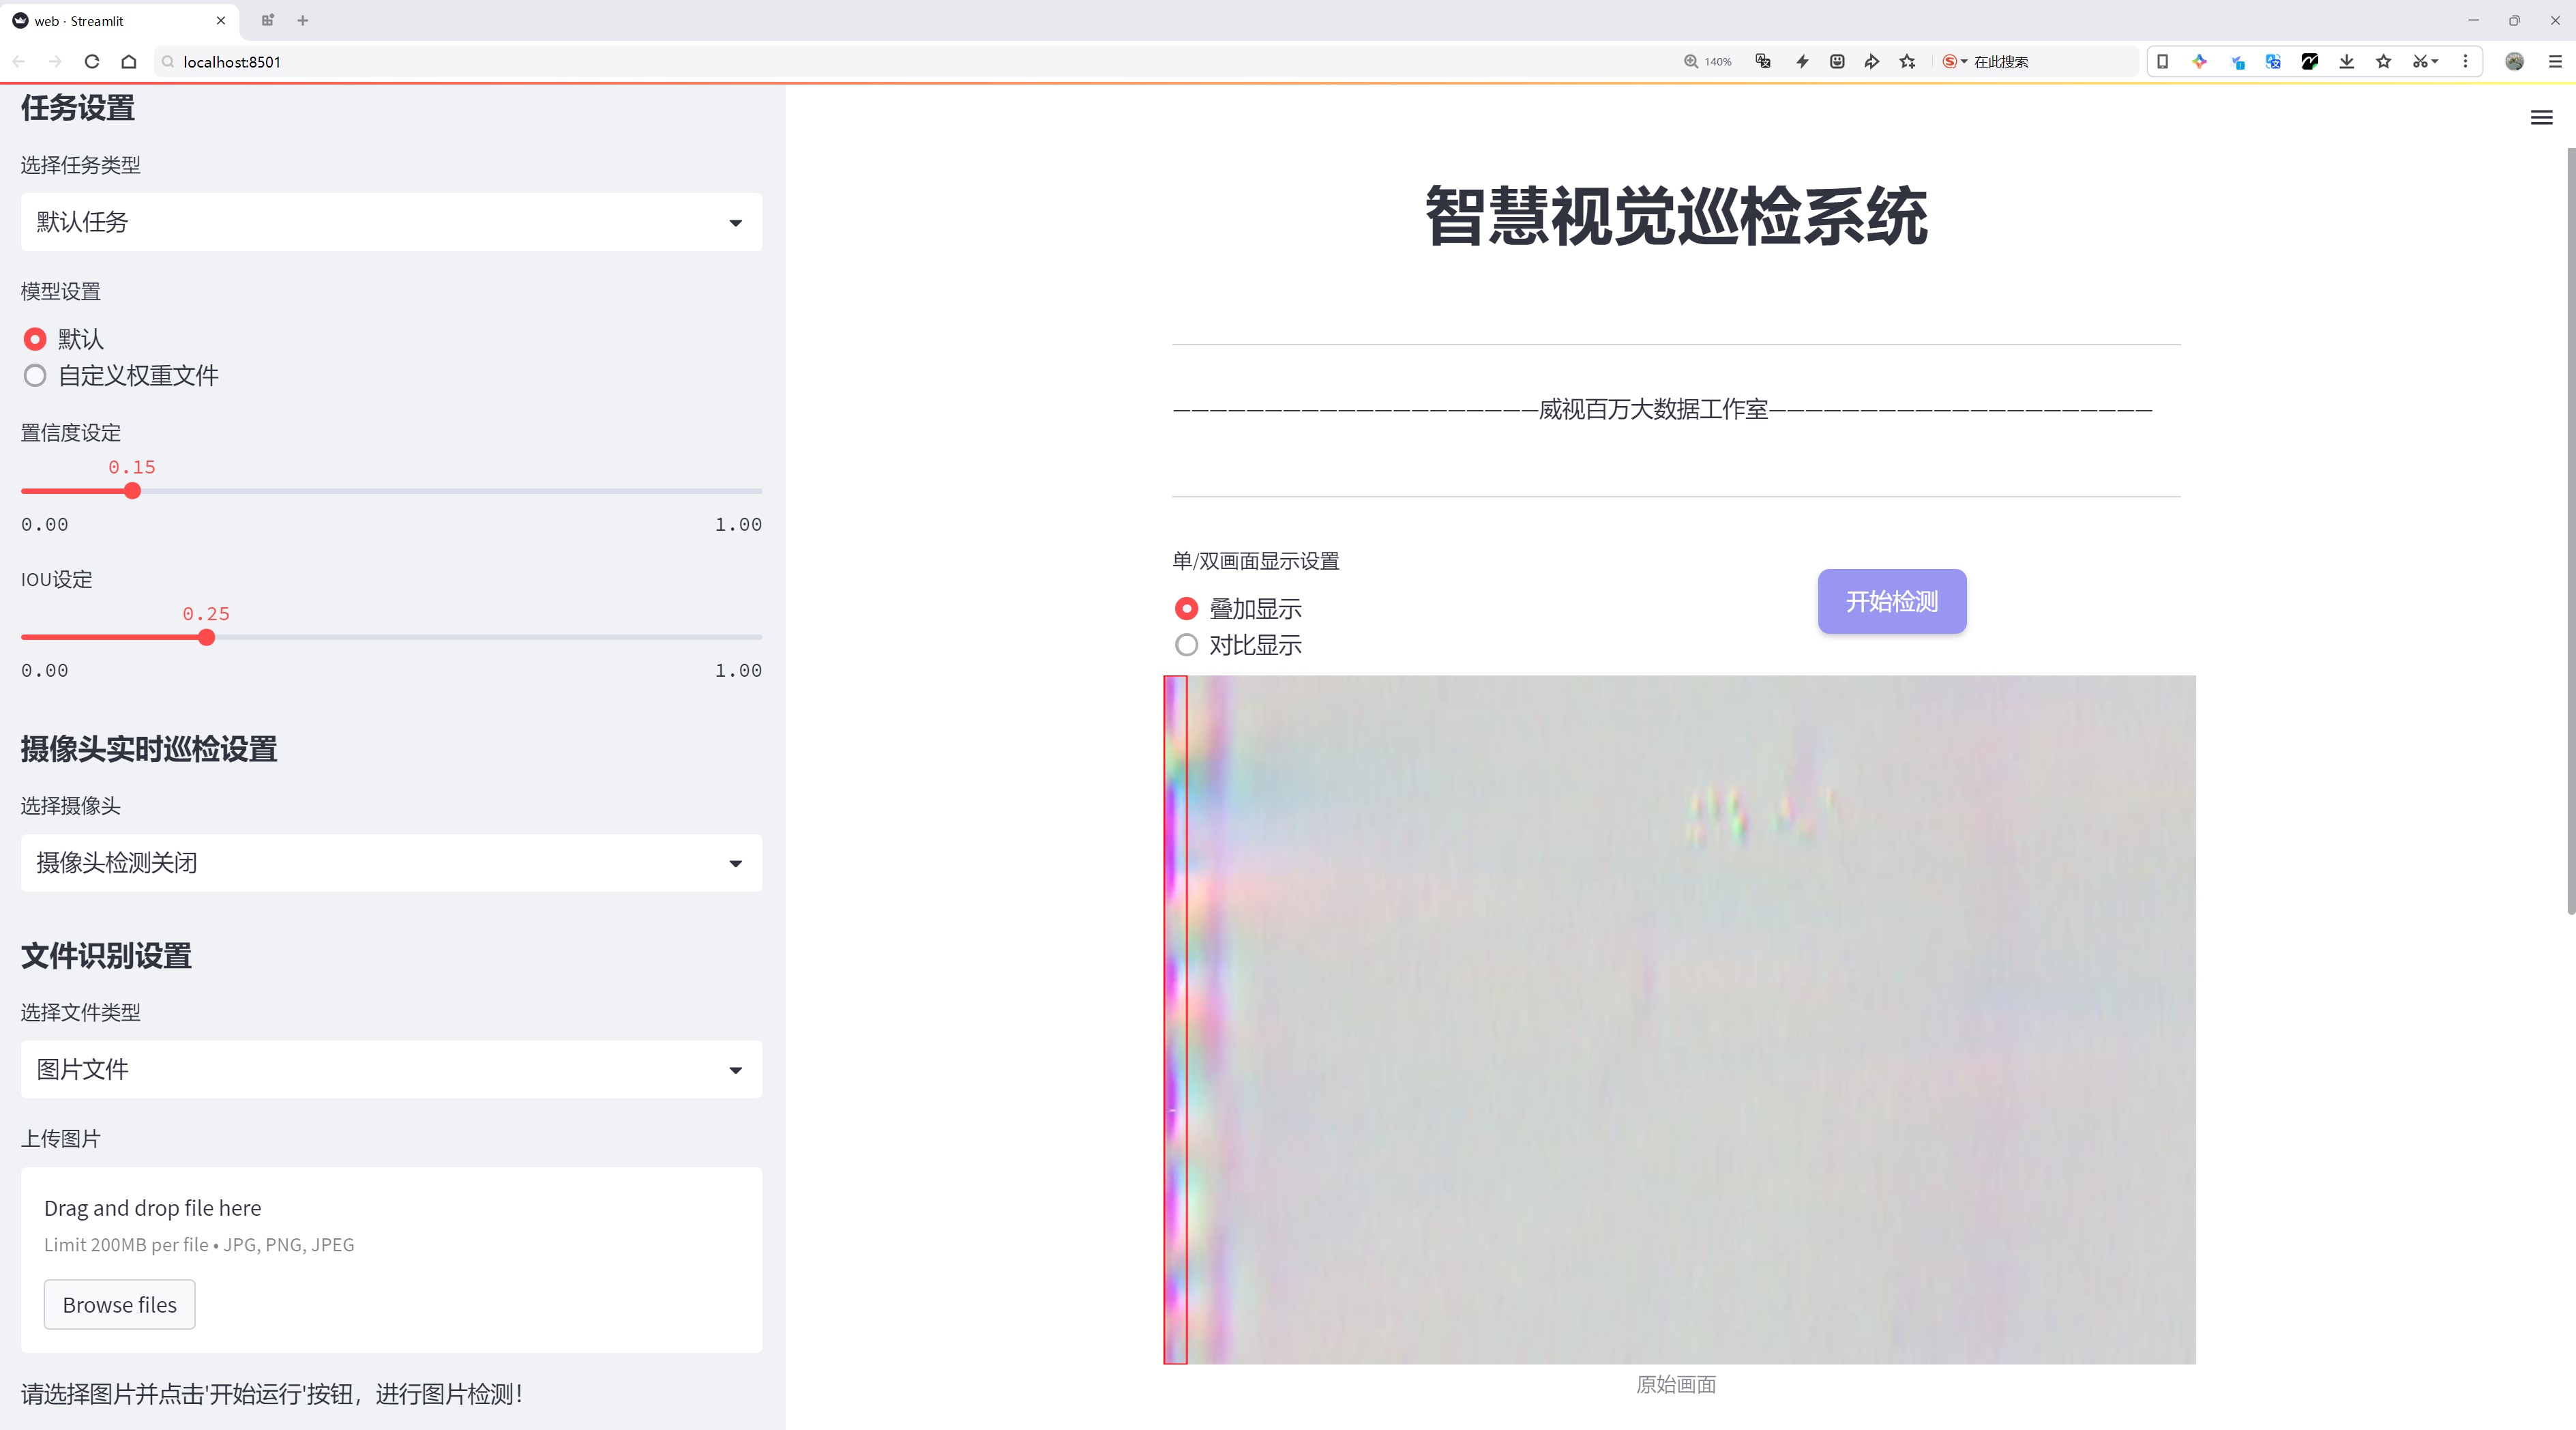 web · Streamlit
localhost:8501
140%
在此搜索
任务设置
选择任务类型
默认任务
模型设置
默认
自定义权重文件
置信度设定
0.15
0.00 1.00
IOU设定
0.25
0.00 1.00
摄像头实时巡检设置
选择摄像头
摄像头检测关闭
文件识别设置
选择文件类型
图片文件
上传图片
Drag and drop file here
Limit 200MB per file • JPG, PNG, JPEG
Browse files
请选择图片并点击'开始运行'按钮，进行图片检测！
智慧视觉巡检系统
————————————————————威视百万大数据工作室—————————————————————
单/双画面显示设置
叠加显示
对比显示
开始检测
原始画面